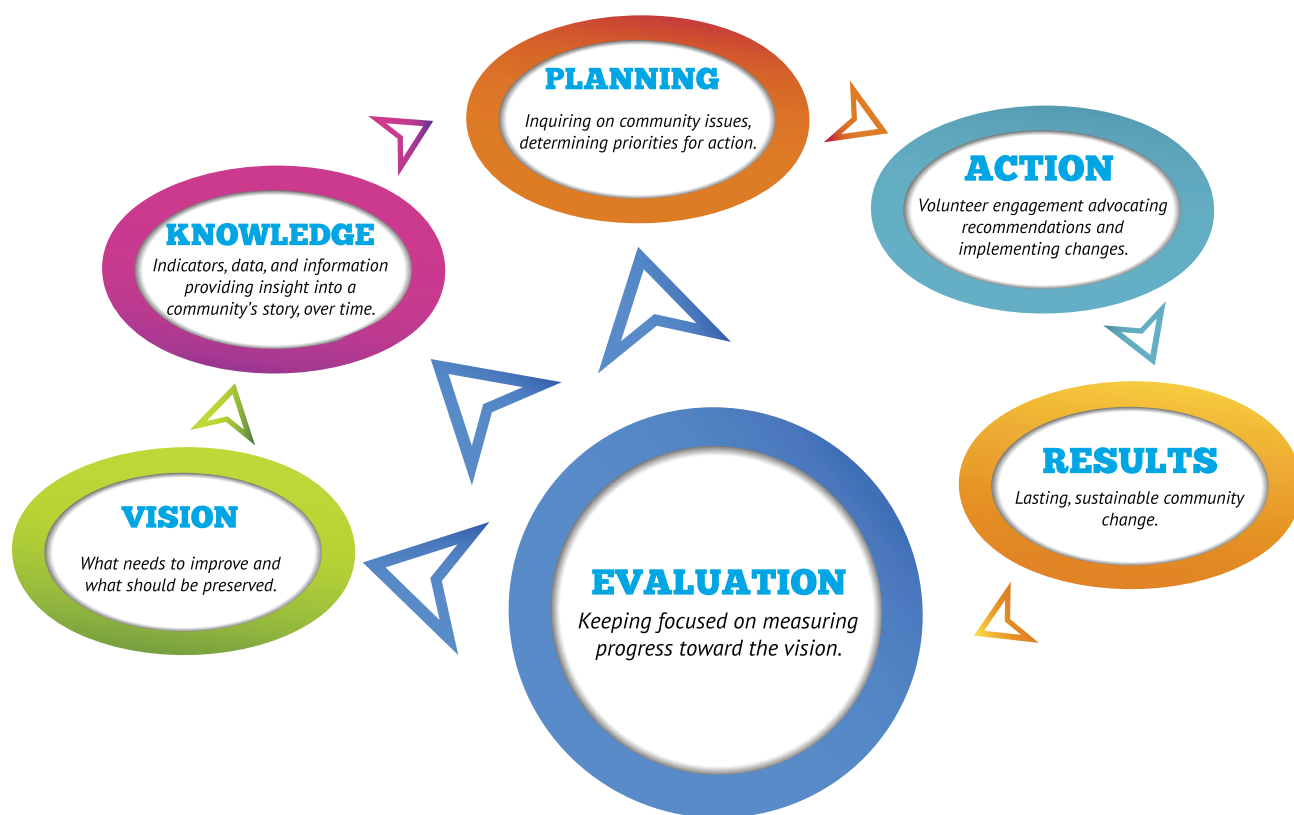 PLANNING
Inquiring on community issues,
determining priorities for action.
ACTION
Volunteer engagement advocating
recommendations and
implementing changes.
KNOWLEDGE
Indicators, data, and information
providing insight into a
community's story, over time.
RESULTS
Lasting, sustainable community
change.
VISION
What needs to improve and
what should be preserved.
EVALUATION
Keeping focused on measuring
progress toward the vision.